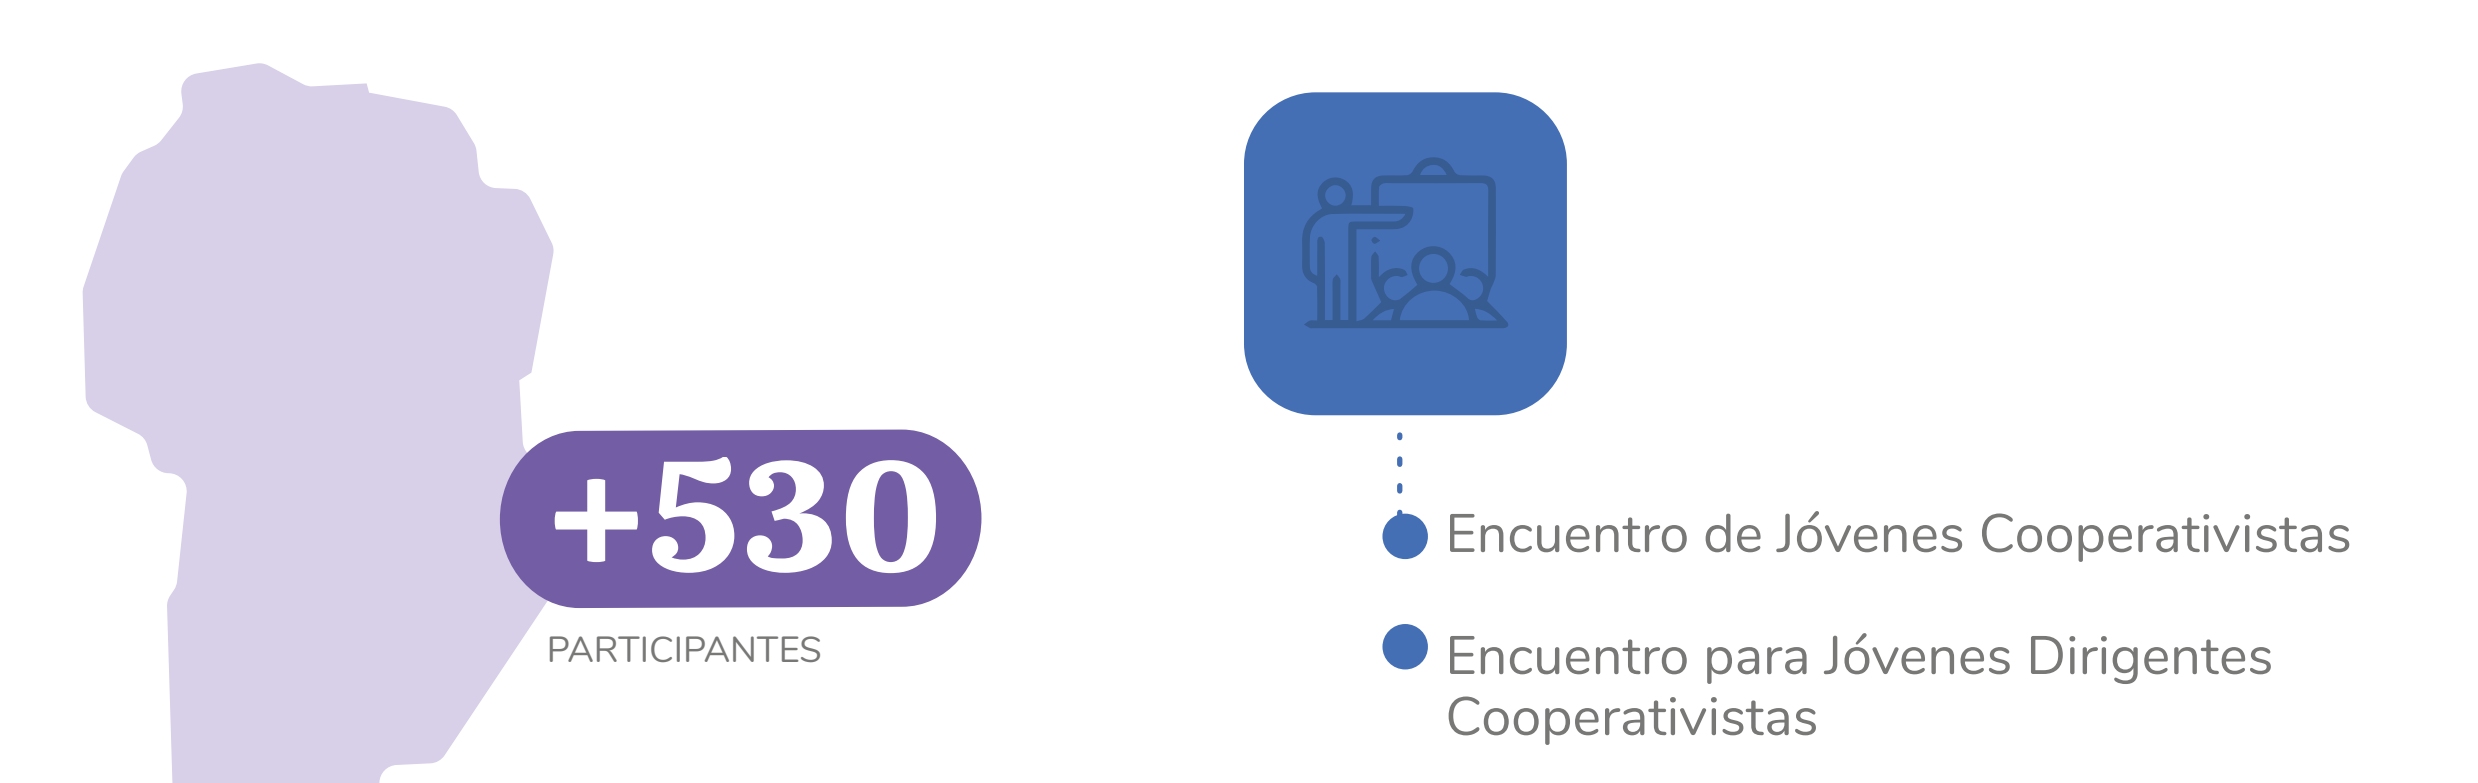 +530
PARTICIPANTES
Encuentro de Jóvenes Cooperativistas
Encuentro para Jóvenes Dirigentes
Cooperativistas